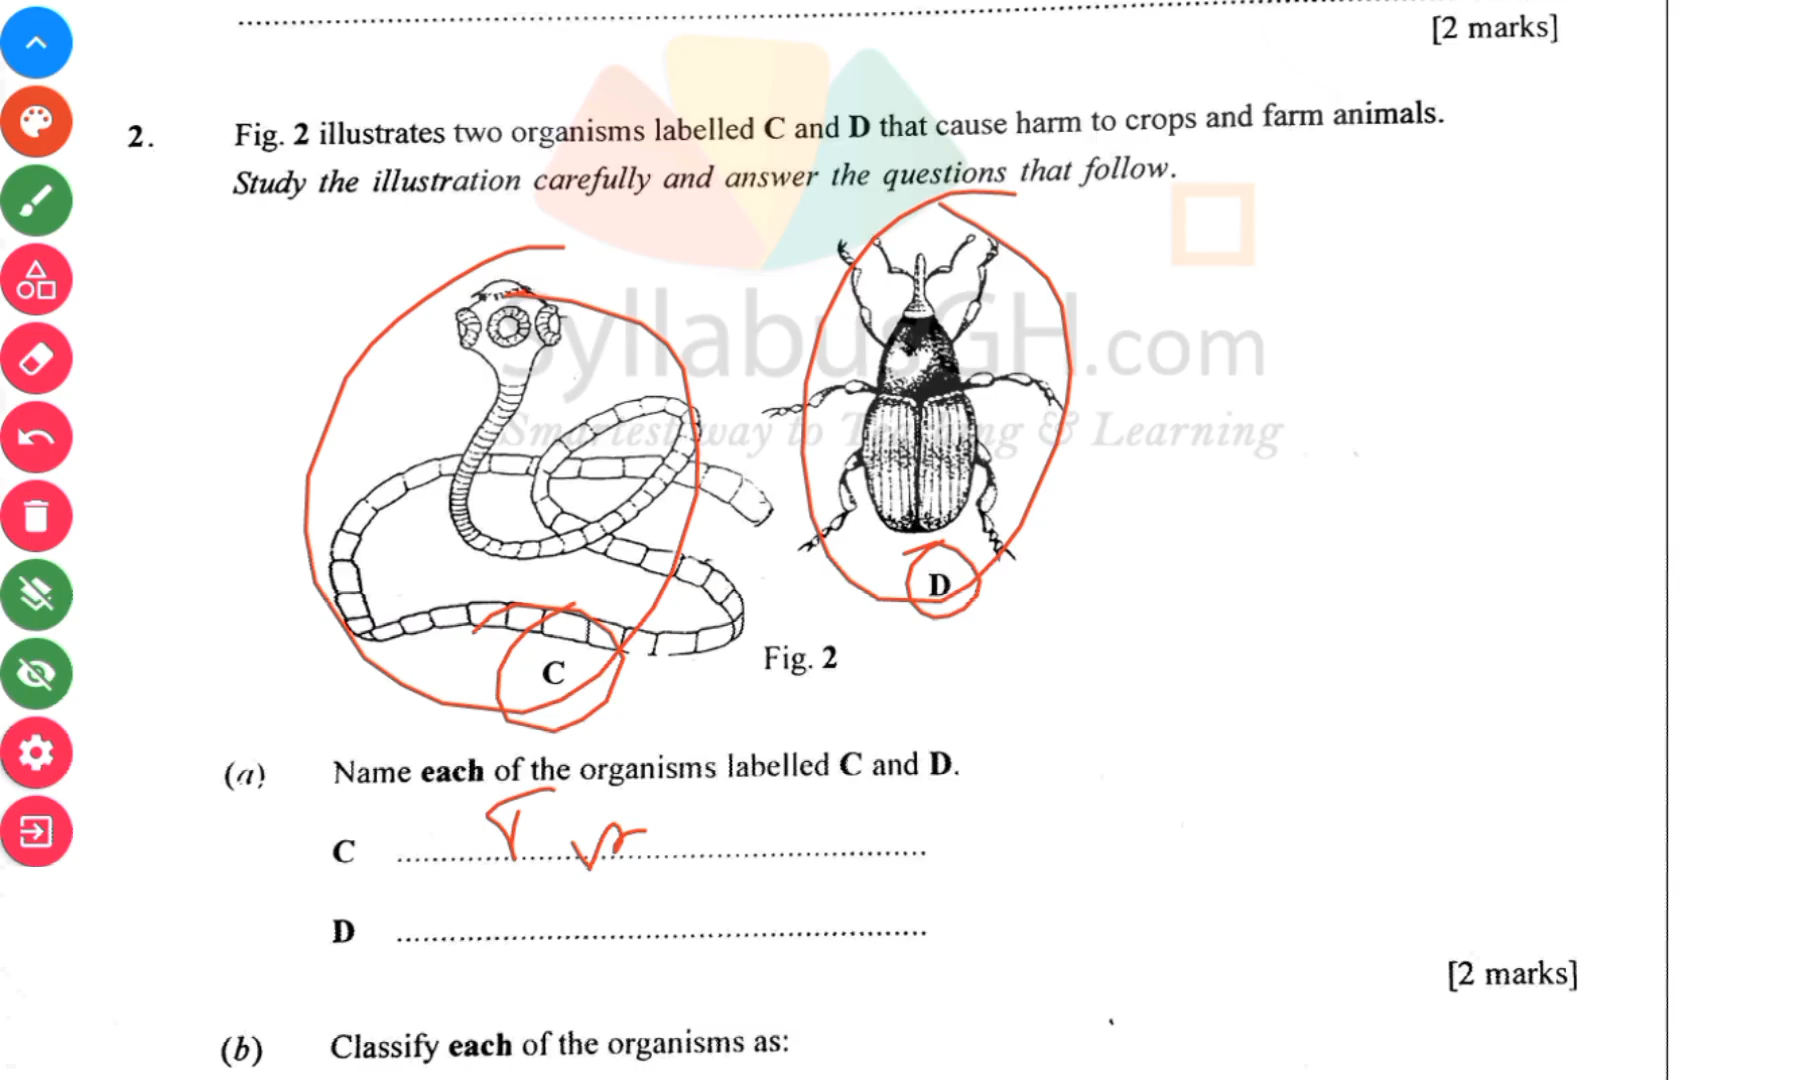 [2 marks]
2. Fig. 2 illustrates two organisms labelled C and D that cause harm to crops and farm animals.
Study the illustration carefully and answer the questions that follow.
SyllabusGH.com
Smartest way to Teaching & Learning
D
C
Fig. 2
(a) Name each of the organisms labelled C and D.
C ............................................................
D ............................................................
[2 marks]
(b) Classify each of the organisms as: